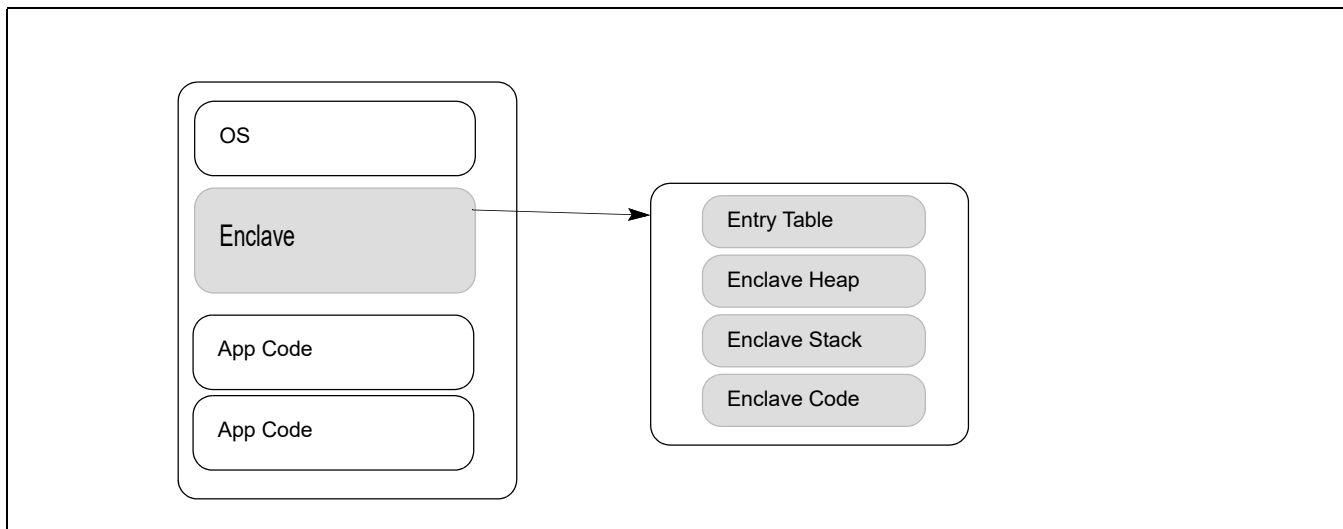 OS
Enclave
App Code
App Code
Entry Table
Enclave Heap
Enclave Stack
Enclave Code